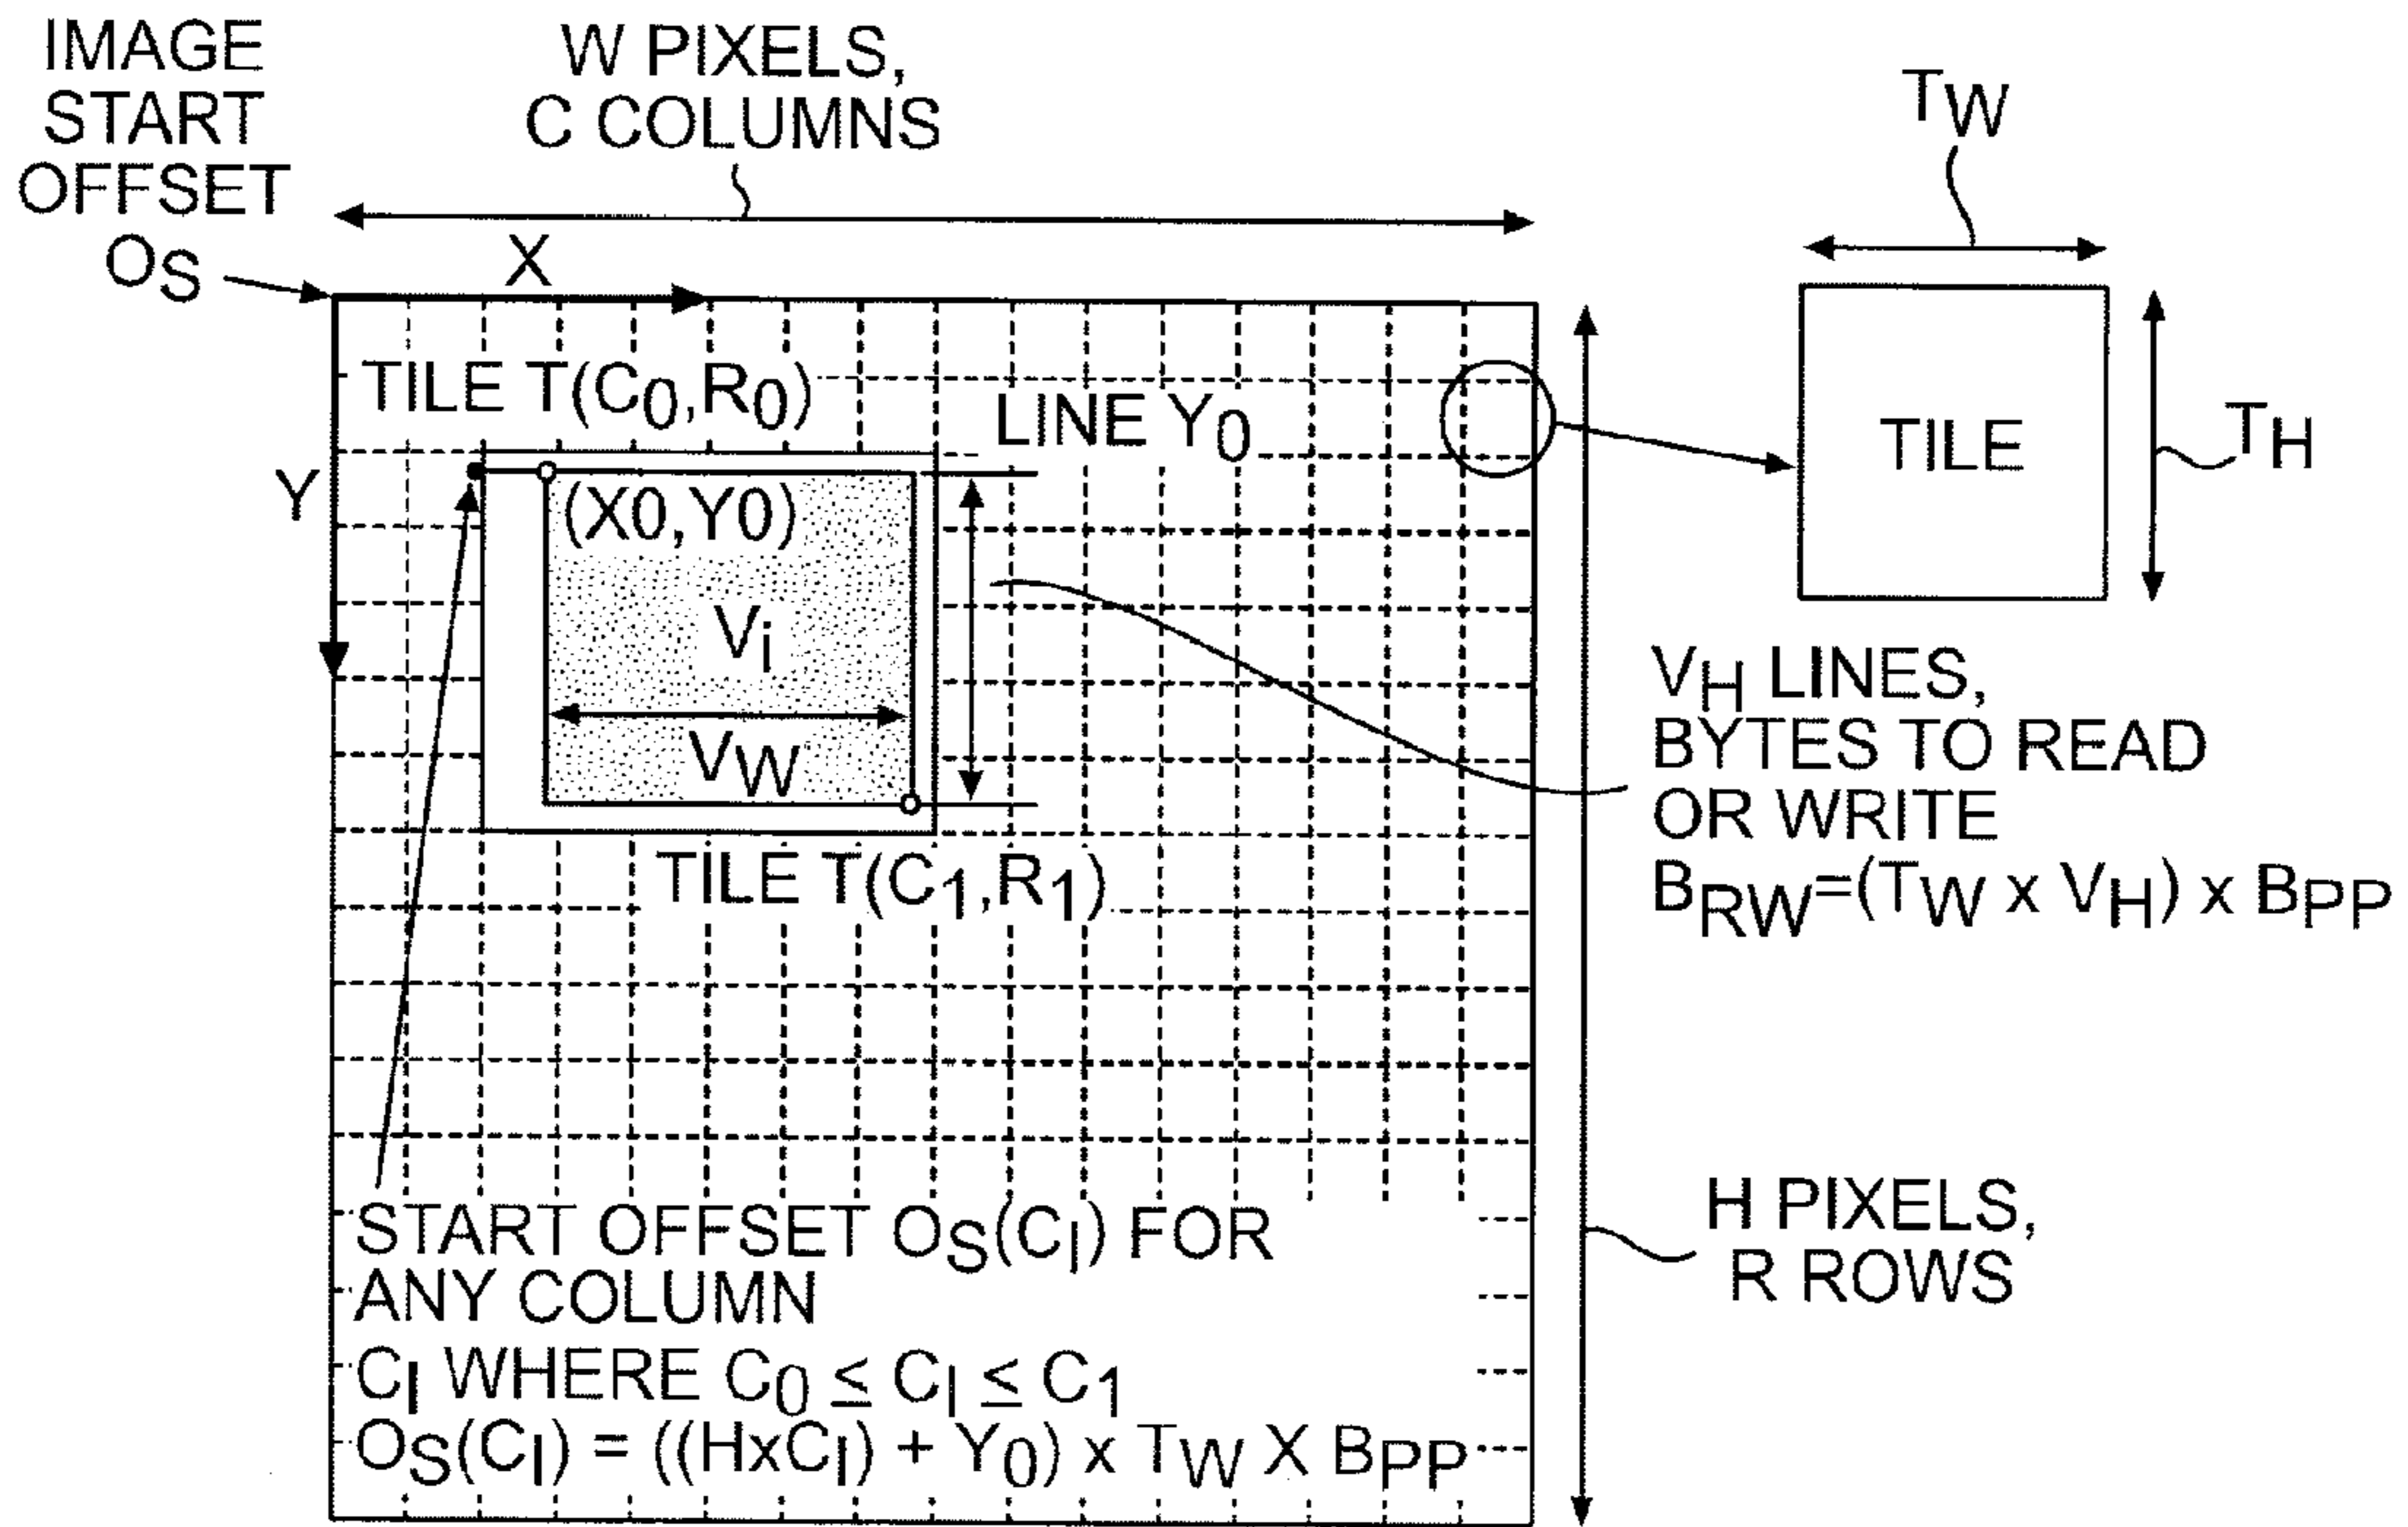 IMAGE
START
OFFSET
OS
W PIXELS,
C COLUMNS
X
Y
TW
TILE
TH
TILE T(C0,R0)
LINE Y0
(X0,Y0)
Vi
VW
TILE T(C1,R1)
VH LINES,
BYTES TO READ
OR WRITE
BRW=(TW x VH) x BPP
H PIXELS,
R ROWS
START OFFSET OS(CI) FOR
ANY COLUMN
CI WHERE C0 ≤ CI ≤ C1
OS(CI) = ((HxCI) + Y0) x TW X BPP